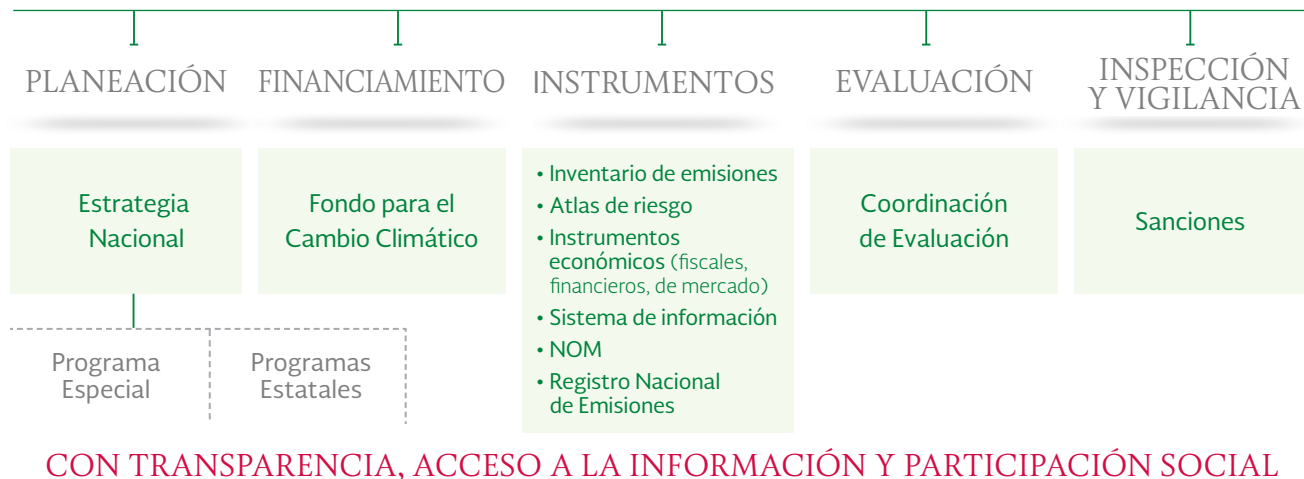 PLANEACIÓN
FINANCIAMIENTO
INSTRUMENTOS
EVALUACIÓN
INSPECCIÓN
Y VIGILANCIA
Estrategia
Nacional
Fondo para el
Cambio Climático
• Inventario de emisiones
• Atlas de riesgo
• Instrumentos
económicos (fiscales,
financieros, de mercado)
• Sistema de información
• NOM
• Registro Nacional
de Emisiones
Coordinación
de Evaluación
Sanciones
Programa
Especial
Programas
Estatales
CON TRANSPARENCIA, ACCESO A LA INFORMACIÓN Y PARTICIPACIÓN SOCIAL